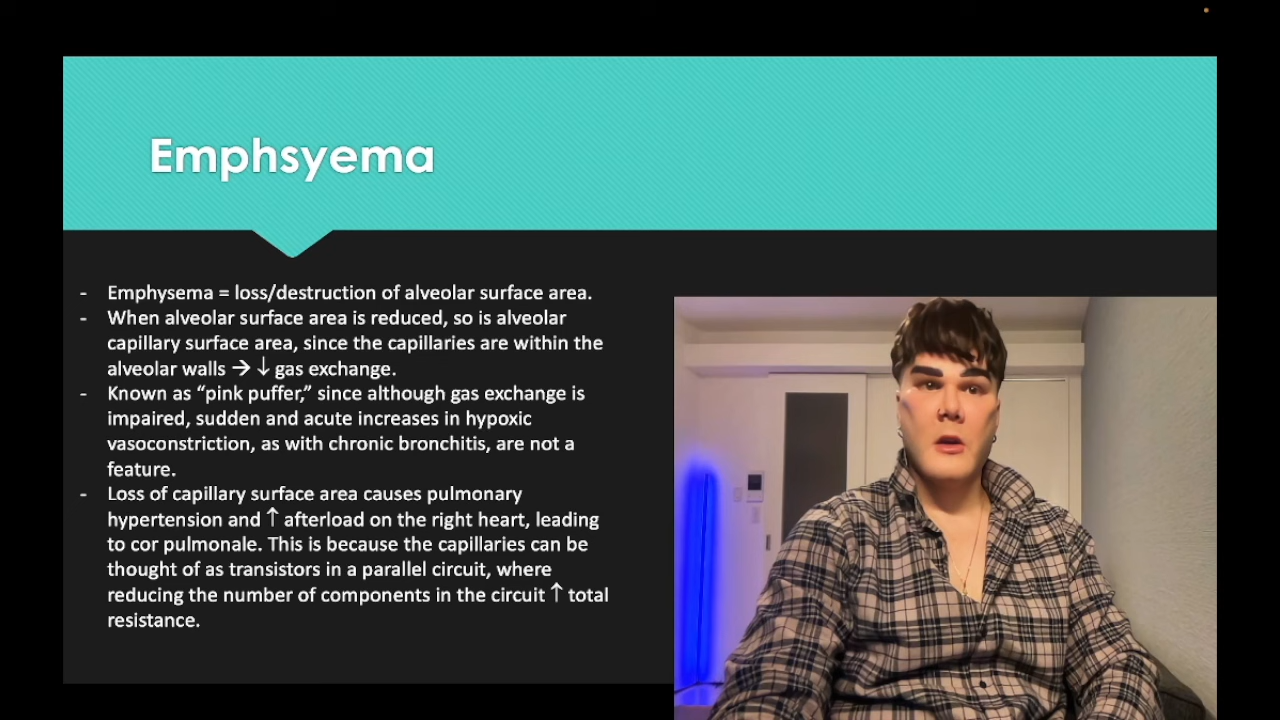 Emphsyema
- Emphysema = loss/destruction of alveolar surface area.
- When alveolar surface area is reduced, so is alveolar
capillary surface area, since the capillaries are within the
alveolar walls → ↓ gas exchange.
- Known as “pink puffer,” since although gas exchange is
impaired, sudden and acute increases in hypoxic
vasoconstriction, as with chronic bronchitis, are not a
feature.
- Loss of capillary surface area causes pulmonary
hypertension and ↑ afterload on the right heart, leading
to cor pulmonale. This is because the capillaries can be
thought of as transistors in a parallel circuit, where
reducing the number of components in the circuit ↑ total
resistance.